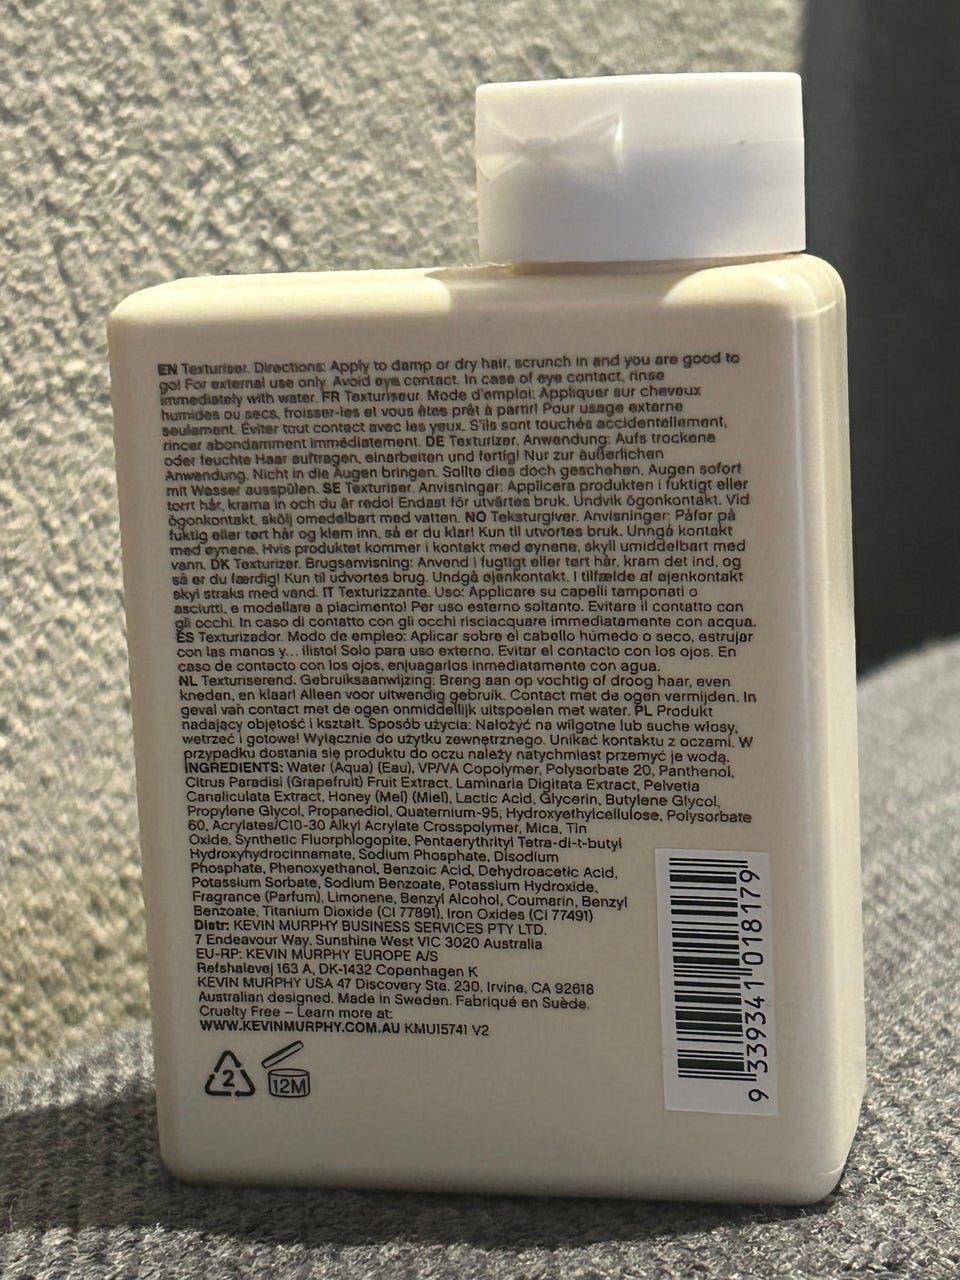 EN Texturiser. Directions: Apply to damp or dry hair, scrunch in and you are good to
go! For external use only. Avoid eye contact. In case of eye contact, rinse
immediately with water. FR Texturiseur. Mode d'emploi: Appliquer sur cheveux
humides ou secs, froisser-les et vous êtes prêt à partir! Pour usage externe
seulement. Éviter tout contact avec les yeux. S'ils sont touchés accidentellement,
rincer abondamment immédiatement. DE Texturizer. Anwendung: Aufs trockene
oder feuchte Haar auftragen, einarbeiten und fertig! Nur zur äußerlichen
Anwendung. Nicht in die Augen bringen. Sollte dies doch geschehen, Augen sofort
mit Wasser ausspülen. SE Texturiser. Anvisningar: Applicera produkten i fuktigt eller
torrt hår, krama in och du är redo! Endast för utvärtes bruk. Undvik ögonkontakt. Vid
ögonkontakt, skölj omedelbart med vatten. NO Teksturgiver. Anvisninger: Påfør på
fuktig eller tørt hår og klem inn, så er du klar! Kun til utvortes bruk. Unngå kontakt
med øynene. Hvis produktet kommer i kontakt med øynene, skyll umiddelbart med
vann. DK Texturizer. Brugsanvisning: Anvend i fugtigt eller tørt hår, kram det ind, og
så er du færdig! Kun til udvortes brug. Undgå øjenkontakt. I tilfælde af øjenkontakt
skyl straks med vand. IT Texturizzante. Uso: Applicare su capelli tamponati o
asciutti, e modellare a piacimento! Per uso esterno soltanto. Evitare il contatto con
gli occhi. In caso di contatto con gli occhi risciacquare immediatamente con acqua.
ES Texturizador. Modo de empleo: Aplicar sobre el cabello húmedo o seco, estrujar
con las manos y... ¡listo! Solo para uso externo. Evitar el contacto con los ojos. En
caso de contacto con los ojos, enjuagarlos inmediatamente con agua.
NL Texturiserend. Gebruiksaanwijzing: Breng aan op vochtig of droog haar, even
kneden, en klaar! Alleen voor uitwendig gebruik. Contact met de ogen vermijden. In
geval van contact met de ogen onmiddellijk uitspoelen met water. PL Produkt
nadający objętość i kształt. Sposób użycia: Nałożyć na wilgotne lub suche włosy,
wetrzeć i gotowe! Wyłącznie do użytku zewnętrznego. Unikać kontaktu z oczami. W
przypadku dostania się produktu do oczu należy natychmiast przemyć je wodą.
INGREDIENTS: Water (Aqua) (Eau), VP/VA Copolymer, Polysorbate 20, Panthenol,
Citrus Paradisi (Grapefruit) Fruit Extract, Laminaria Digitata Extract, Pelvetia
Canaliculata Extract, Honey (Mel) (Miel), Lactic Acid, Glycerin, Butylene Glycol,
Propylene Glycol, Propanediol, Quaternium-95, Hydroxyethylcellulose, Polysorbate
60, Acrylates/C10-30 Alkyl Acrylate Crosspolymer, Mica, Tin
Oxide, Synthetic Fluorphlogopite, Pentaerythrityl Tetra-di-t-butyl
Hydroxyhydrocinnamate, Sodium Phosphate, Disodium
Phosphate, Phenoxyethanol, Benzoic Acid, Dehydroacetic Acid,
Potassium Sorbate, Sodium Benzoate, Potassium Hydroxide,
Fragrance (Parfum), Limonene, Benzyl Alcohol, Coumarin, Benzyl
Benzoate, Titanium Dioxide (CI 77891), Iron Oxides (CI 77491)
Distr: KEVIN MURPHY BUSINESS SERVICES PTY LTD.
7 Endeavour Way, Sunshine West VIC 3020 Australia
EU-RP: KEVIN MURPHY EUROPE A/S
Refshalevej 163 A, DK-1432 Copenhagen K
KEVIN MURPHY USA 47 Discovery Ste. 230, Irvine, CA 92618
Australian designed. Made in Sweden. Fabriqué en Suède.
Cruelty Free – Learn more at:
WWW.KEVINMURPHY.COM.AU KMU15741 V2
2
12M
9 339341 018179